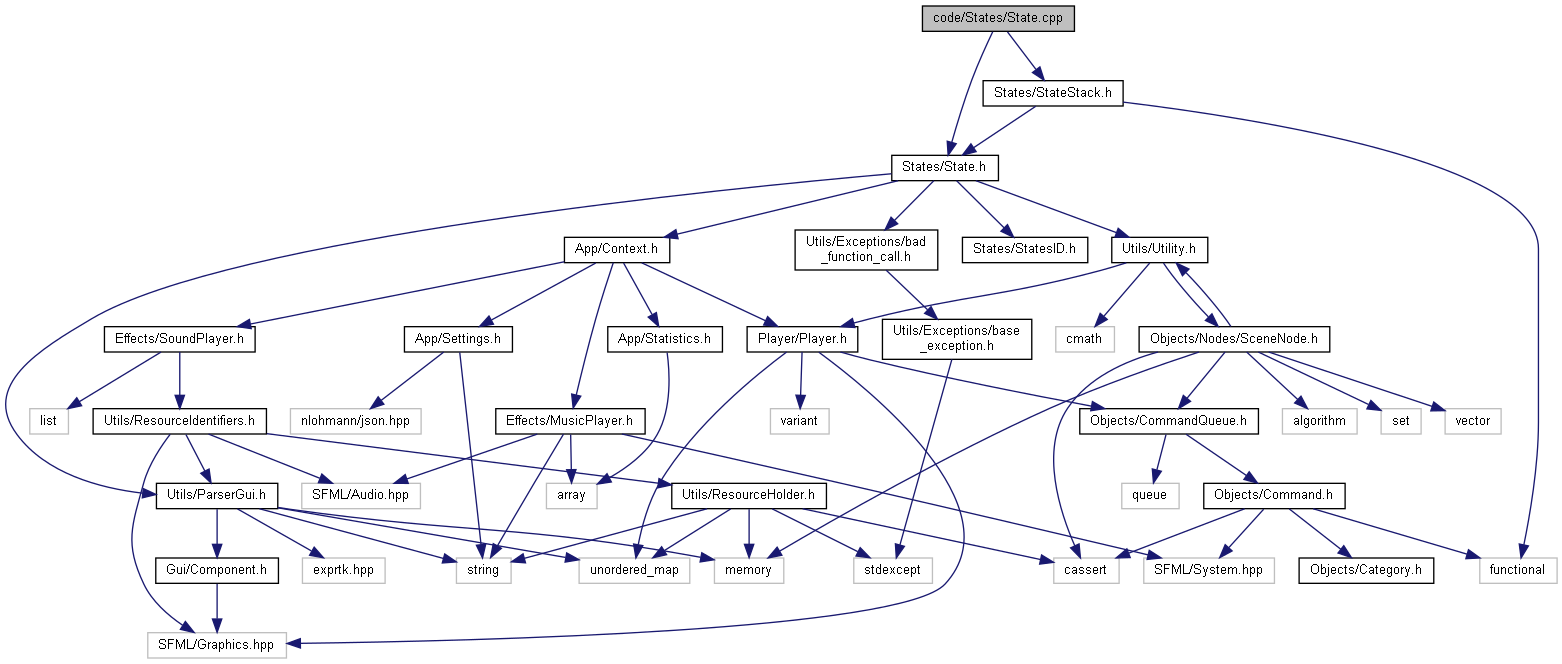 code/States/State.cpp
States/StateStack.h
States/State.h
App/Context.h
Utils/Exceptions/bad
_function_call.h
States/StatesID.h
Utils/Utility.h
Effects/SoundPlayer.h
App/Settings.h
App/Statistics.h
Player/Player.h
Utils/Exceptions/base
_exception.h
cmath
Objects/Nodes/SceneNode.h
list
Utils/ResourceIdentifiers.h
nlohmann/json.hpp
Effects/MusicPlayer.h
variant
Objects/CommandQueue.h
algorithm
set
vector
Utils/ParserGui.h
SFML/Audio.hpp
array
Utils/ResourceHolder.h
queue
Objects/Command.h
Gui/Component.h
exprtk.hpp
string
unordered_map
memory
stdexcept
cassert
SFML/System.hpp
Objects/Category.h
functional
SFML/Graphics.hpp